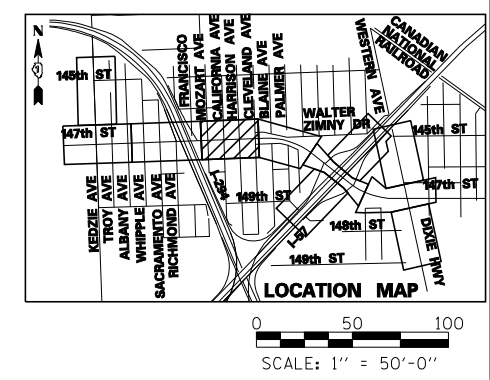 N
FRANCISCO
MOZART AVE
CALIFORNIA AVE
HARRISON AVE
CLEVELAND AVE
BLAINE AVE
PALMER AVE
WESTERN AVE
CANADIAN
NATIONAL
RAILROAD
145th ST
WALTER
ZIMNY DR
147th ST
145th ST
KEDZIE AVE
TROY AVE
ALBANY AVE
WHIPPLE AVE
SACRAMENTO AVE
RICHMOND AVE
I-294
149th ST
147th ST
I-57
148th ST
DIXIE HWY
149th ST
LOCATION MAP
0 50 100
SCALE: 1'' = 50'-0''